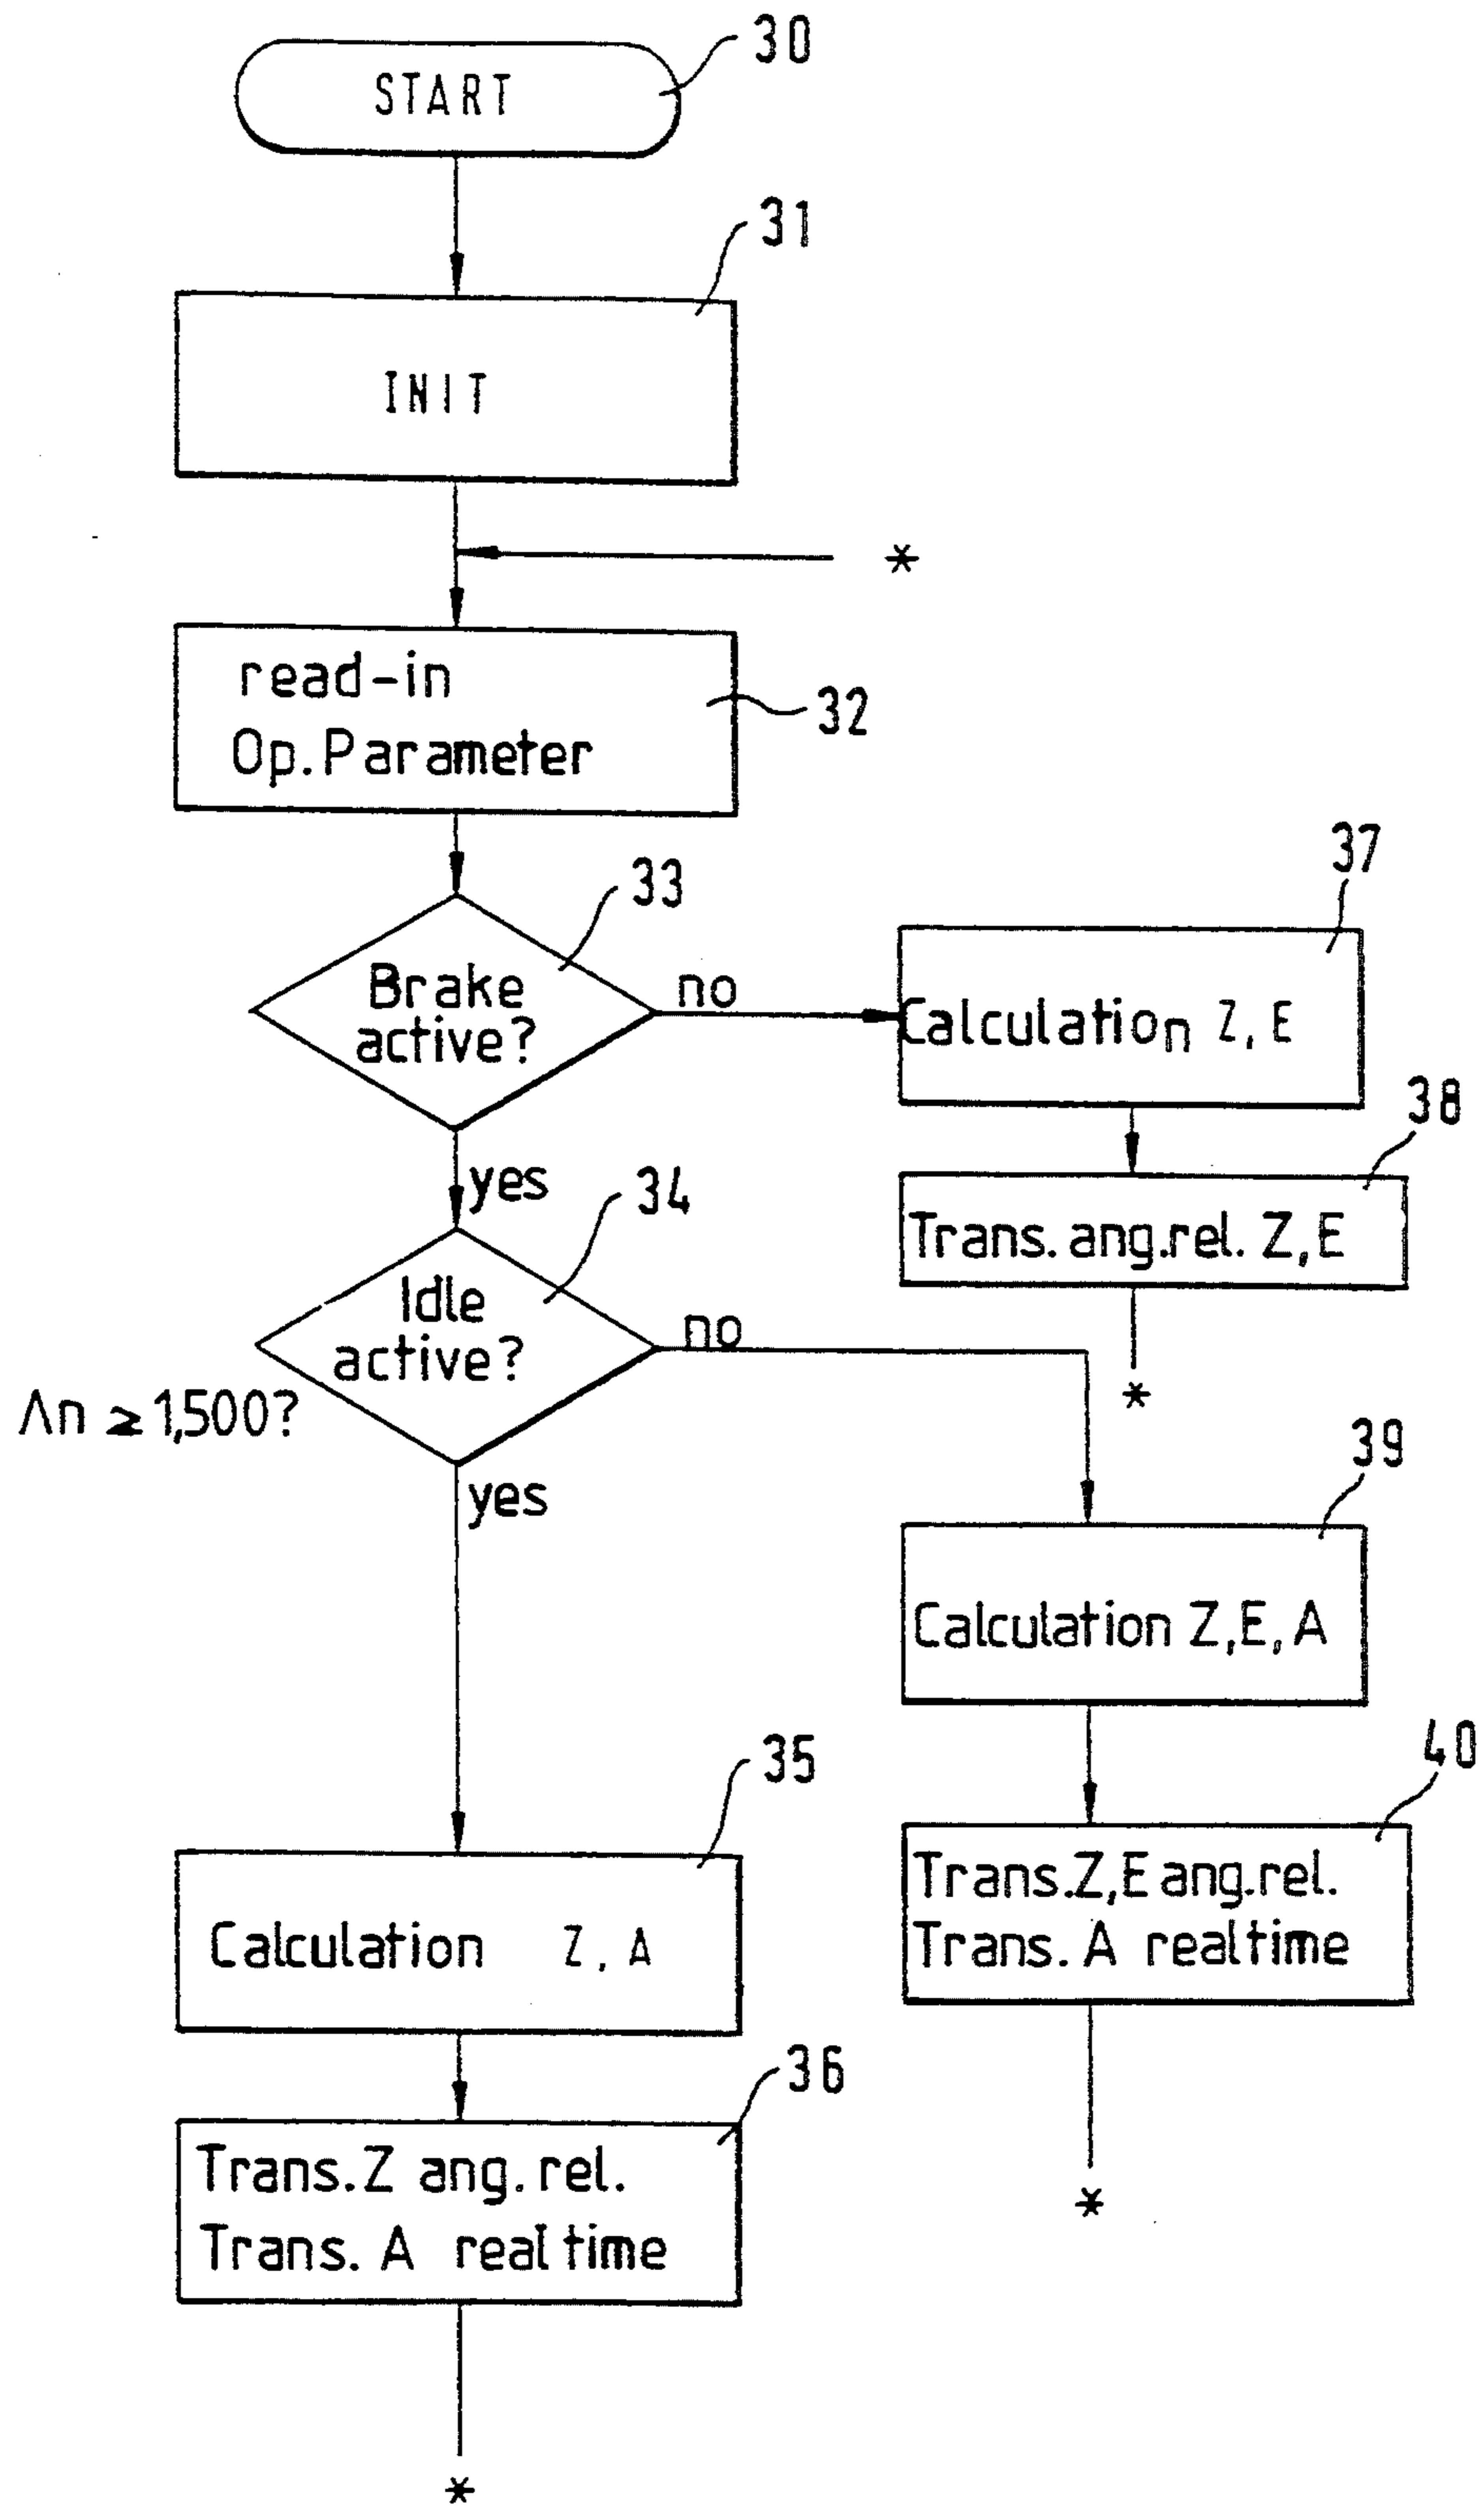 30
START
31
INIT
*
read-in
Op. Parameter
32
33
Brake
active?
no
37
Calculation Z, E
38
Trans. ang.rel. Z, E
*
yes
34
Idle
active?
no
Λn ≥ 1,500?
yes
39
Calculation Z, E, A
40
Trans. Z, E ang.rel.
Trans. A realtime
*
35
Calculation Z, A
36
Trans. Z ang. rel.
Trans. A realtime
*